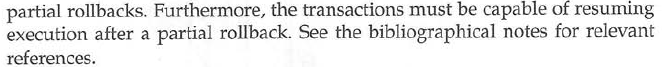 partial rollbacks. Furthermore, the transactions must be capable of resuming
execution after a partial rollback. See the bibliographical notes for relevant
references.